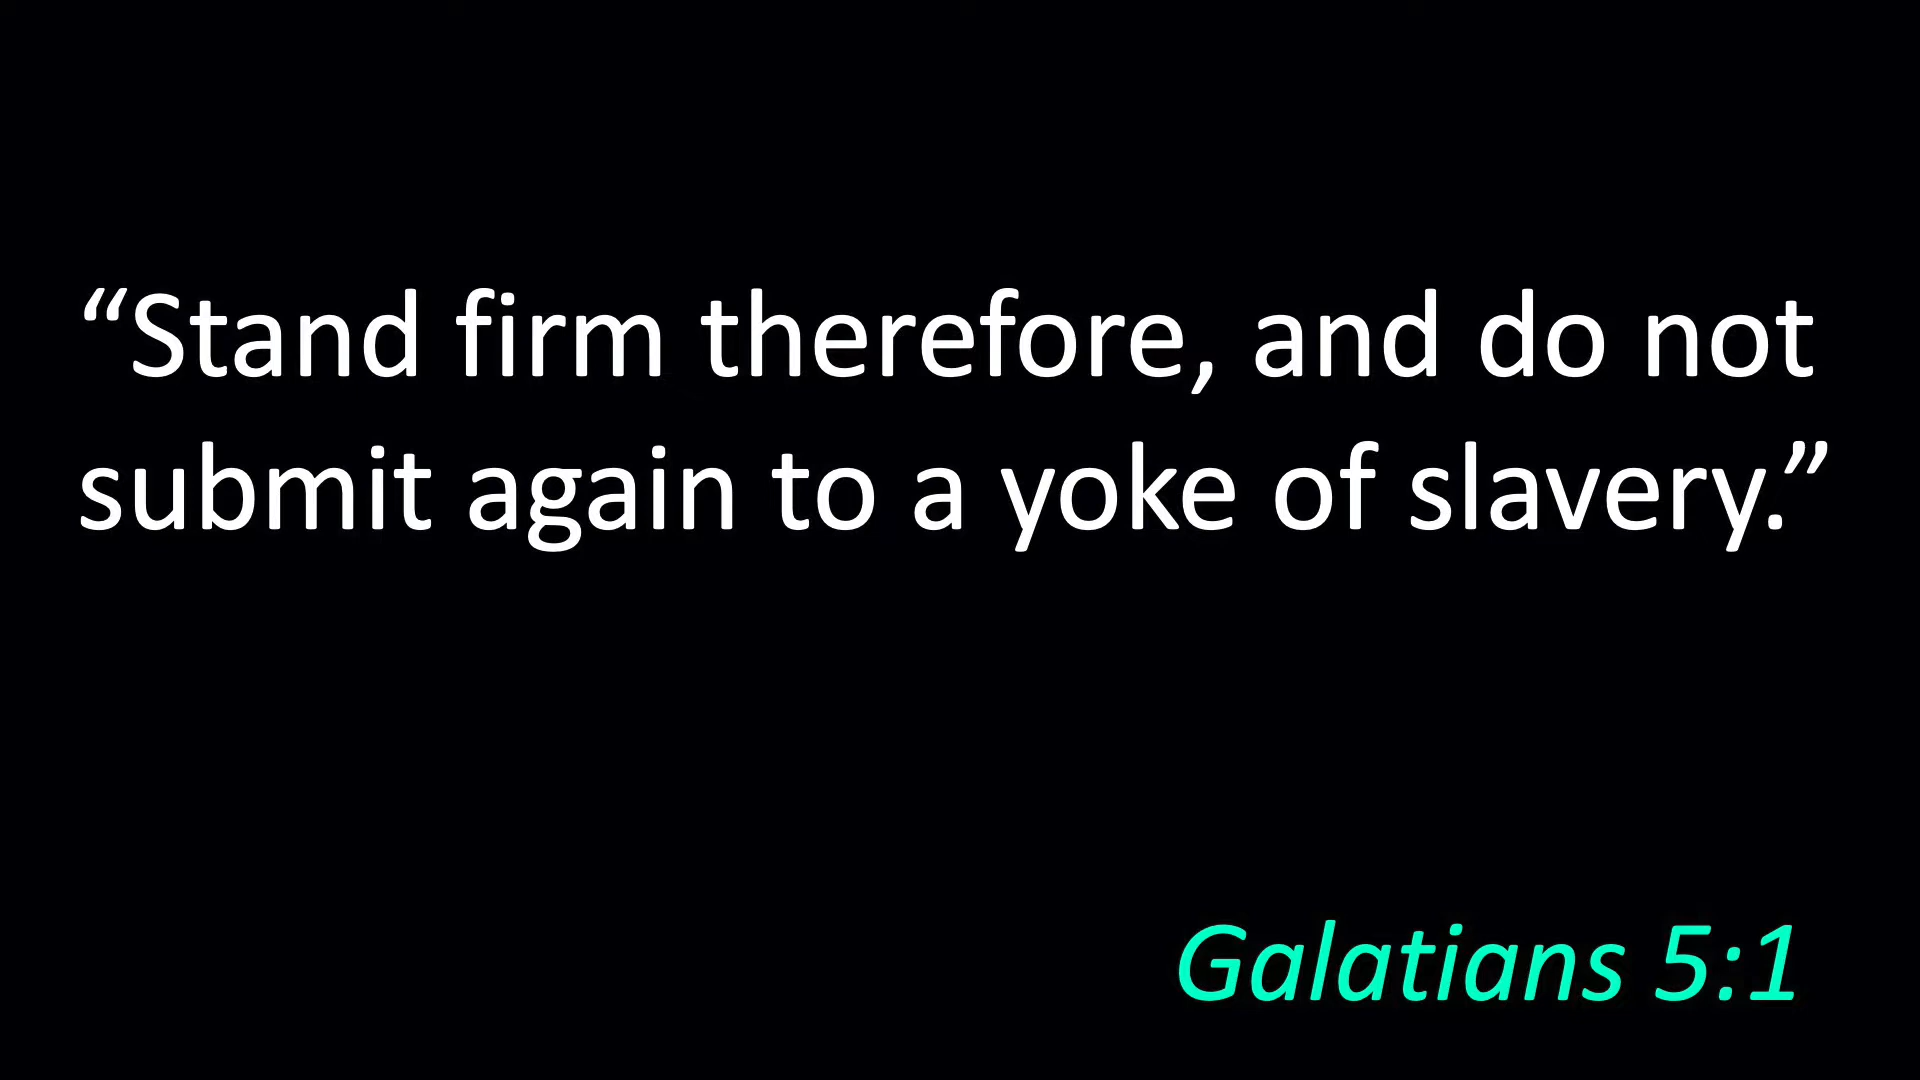 “Stand firm therefore, and do not
submit again to a yoke of slavery.”
Galatians 5:1